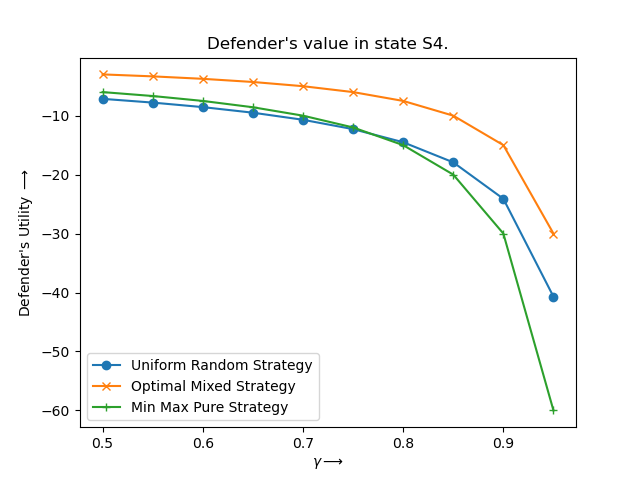 Defender's value in state S4.
Defender's Utility ⟶
−10
−20
−30
−40
−50
−60
Uniform Random Strategy
Optimal Mixed Strategy
Min Max Pure Strategy
0.5 0.6 0.7 0.8 0.9
γ⟶